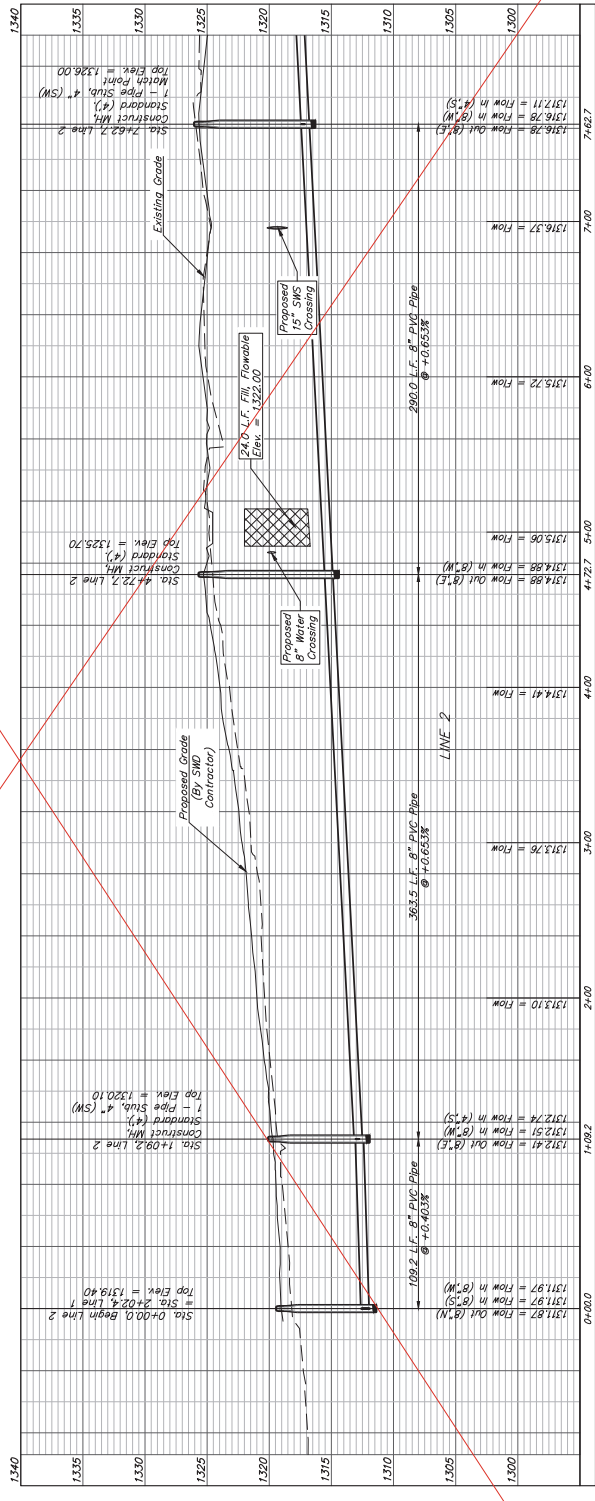 1340
1335
1330
1325
1320
1315
1310
1305
1300
Sta. 0+00.0, Begin Line 2
= Sta. 2+02.4, Line 1
Top Elev. = 1319.40
Sta. 1+09.2, Line 2
Construct MH,
Standard (4'),
1 - Pipe Stub, 4" (SW)
Top Elev. = 1320.10
Proposed Grade
(By SWD
Contractor)
Sta. 4+72.7, Line 2
Construct MH,
Standard (4'),
Top Elev. = 1325.70
Proposed
8" Water
Crossing
24.0 L.F. Fill, Flowable
Elev. = 1322.00
Proposed
15" SWS
Crossing
Existing Grade
Sta. 7+62.7, Line 2
Construct MH,
Standard (4'),
1 - Pipe Stub, 4" (SW)
Match Point
Top Elev. = 1326.00
1340
1335
1330
1325
1320
1315
1310
1305
1300
109.2 L.F. 8" PVC Pipe
@ +0.403%
363.5 L.F. 8" PVC Pipe
@ +0.653%
290.0 L.F. 8" PVC Pipe
@ +0.653%
LINE 2
1311.87 = Flow Out (8",N)
1311.97 = Flow In (8",S)
1311.97 = Flow In (8",W)
1312.41 = Flow Out (8",E)
1312.51 = Flow In (8",W)
1312.74 = Flow In (4",S)
1313.10 = Flow
1313.76 = Flow
1314.41 = Flow
1314.88 = Flow Out (8",E)
1314.88 = Flow In (8",W)
1315.06 = Flow
1315.72 = Flow
1316.37 = Flow
1316.78 = Flow Out (8",E)
1316.78 = Flow In (8",W)
1317.11 = Flow In (4",S)
0+00.0
1+09.2
2+00
3+00
4+00
4+72.7
5+00
6+00
7+00
7+62.7